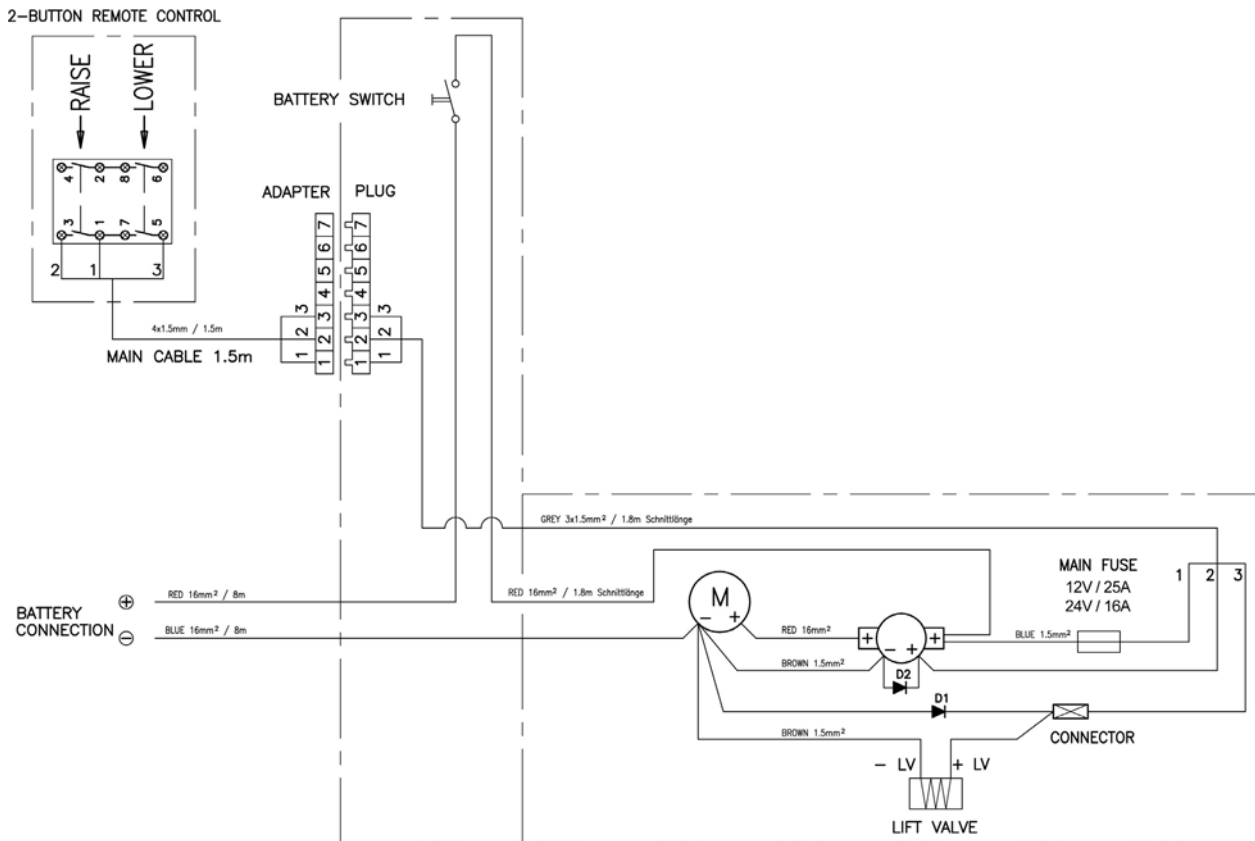 2-BUTTON REMOTE CONTROL
RAISE
LOWER
4 2 8 6
3 1 7 5
2 1 3
BATTERY SWITCH
ADAPTER PLUG
7 7
6 6
5 5
4 4
3 3 3 3
2 2 2 2
1 1 1 1
4x1.5mm / 1.5m
MAIN CABLE 1.5m
GREY 3x1.5mm² / 1.8m Schnittlänge
MAIN FUSE
12V / 25A
24V / 16A
1 2 3
BATTERY
CONNECTION
+
−
RED 16mm² / 8m
BLUE 16mm² / 8m
RED 16mm² / 1.8m Schnittlänge
M
− +
RED 16mm²
+ − + +
BLUE 1.5mm²
BROWN 1.5mm²
D2
D1
CONNECTOR
BROWN 1.5mm²
− LV + LV
LIFT VALVE